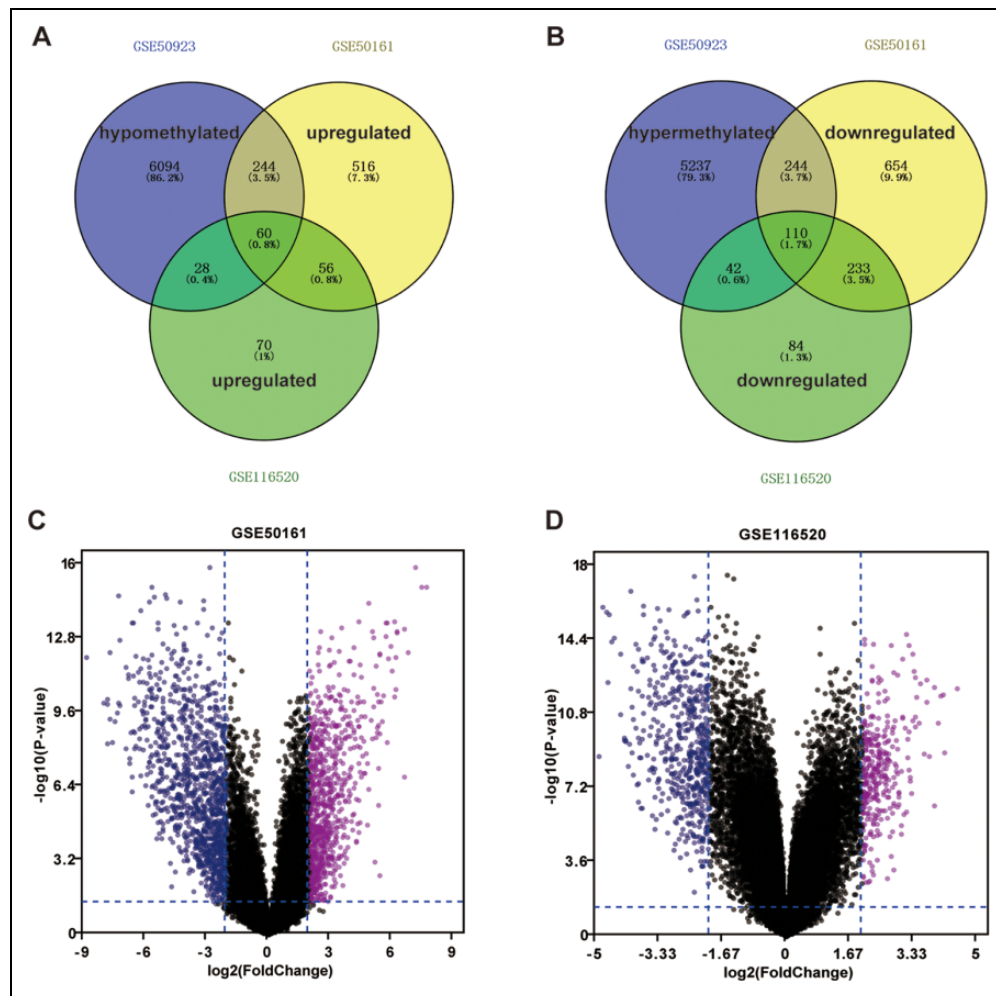 A
GSE50923
GSE50161
hypomethylated
upregulated
6094
(86.2%)
244
(3.5%)
516
(7.3%)
60
(0.8%)
28
(0.4%)
56
(0.8%)
70
(1%)
upregulated
GSE116520
B
GSE50923
GSE50161
hypermethylated
downregulated
5237
(79.3%)
244
(3.7%)
654
(9.9%)
110
(1.7%)
42
(0.6%)
233
(3.5%)
84
(1.3%)
downregulated
GSE116520
C
GSE50161
-log10(P-value)
16
12.8
9.6
6.4
3.2
0
-9
-6
-3
0
3
6
9
log2(FoldChange)
D
GSE116520
-log10(P-value)
18
14.4
10.8
7.2
3.6
0
-5
-3.33
-1.67
0
1.67
3.33
5
log2(FoldChange)